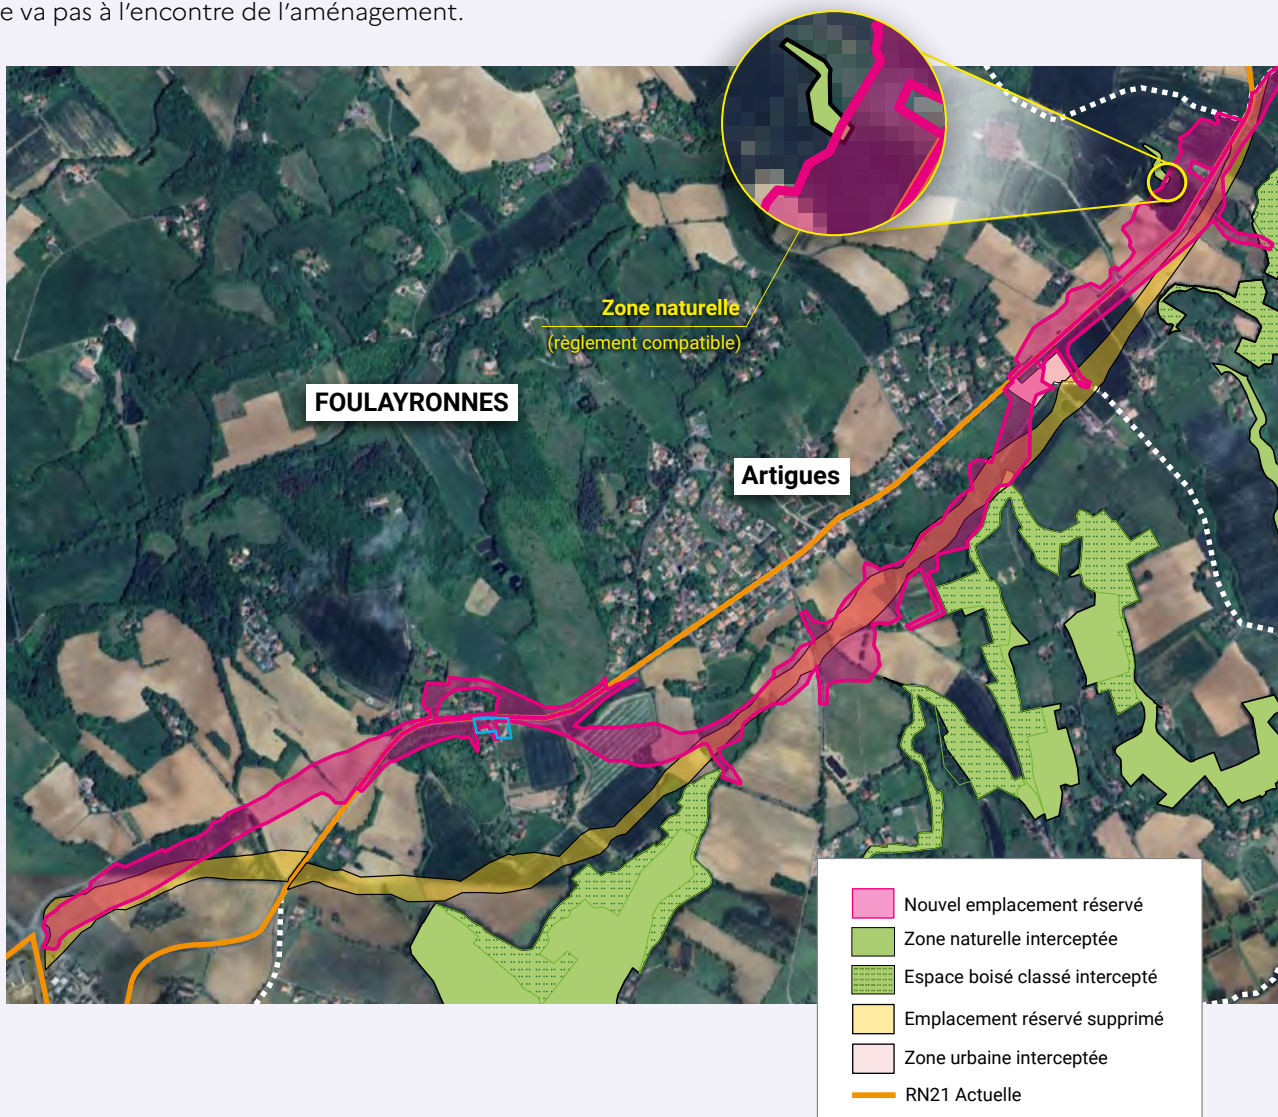 e va pas à l’encontre de l’aménagement.
Zone naturelle
(règlement compatible)
FOULAYRONNES
Artigues
Nouvel emplacement réservé
Zone naturelle interceptée
Espace boisé classé intercepté
Emplacement réservé supprimé
Zone urbaine interceptée
RN21 Actuelle